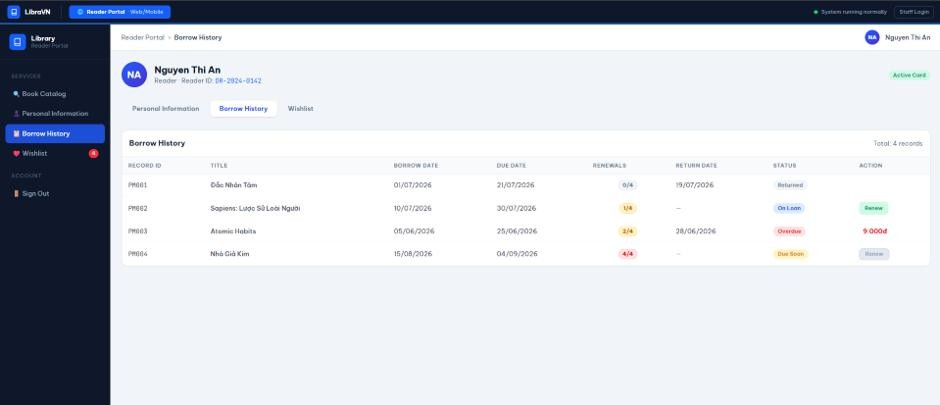 LibraVN
Reader Portal · Web/Mobile
System running normally
Staff Login
Library
Reader Portal
Reader Portal > Borrow History
NA
Nguyen Thi An
SERVICES
Book Catalog
Personal Information
Borrow History
Wishlist
4
ACCOUNT
Sign Out
NA
Nguyen Thi An
Reader · Reader ID: DR-2024-0142
Active Card
Personal Information
Borrow History
Wishlist
Borrow History
Total: 4 records
RECORD ID TITLE BORROW DATE DUE DATE RENEWALS RETURN DATE STATUS ACTION
PM001 Đắc Nhân Tâm 01/07/2026 21/07/2026 0/4 19/07/2026 Returned
PM002 Sapiens: Lược Sử Loài Người 10/07/2026 30/07/2026 1/4 — On Loan Renew
PM003 Atomic Habits 05/06/2026 25/06/2026 2/4 28/06/2026 Overdue 9.000đ
PM004 Nhà Giả Kim 15/08/2026 04/09/2026 4/4 — Due Soon Renew